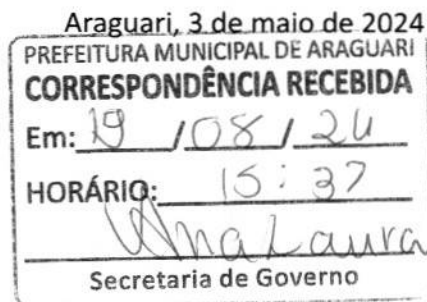 Araguari, 3 de maio de 2024
PREFEITURA MUNICIPAL DE ARAGUARI
CORRESPONDÊNCIA RECEBIDA
Em: 19 / 08 / 24
HORÁRIO: 15 : 37
Ana Laura
Secretaria de Governo